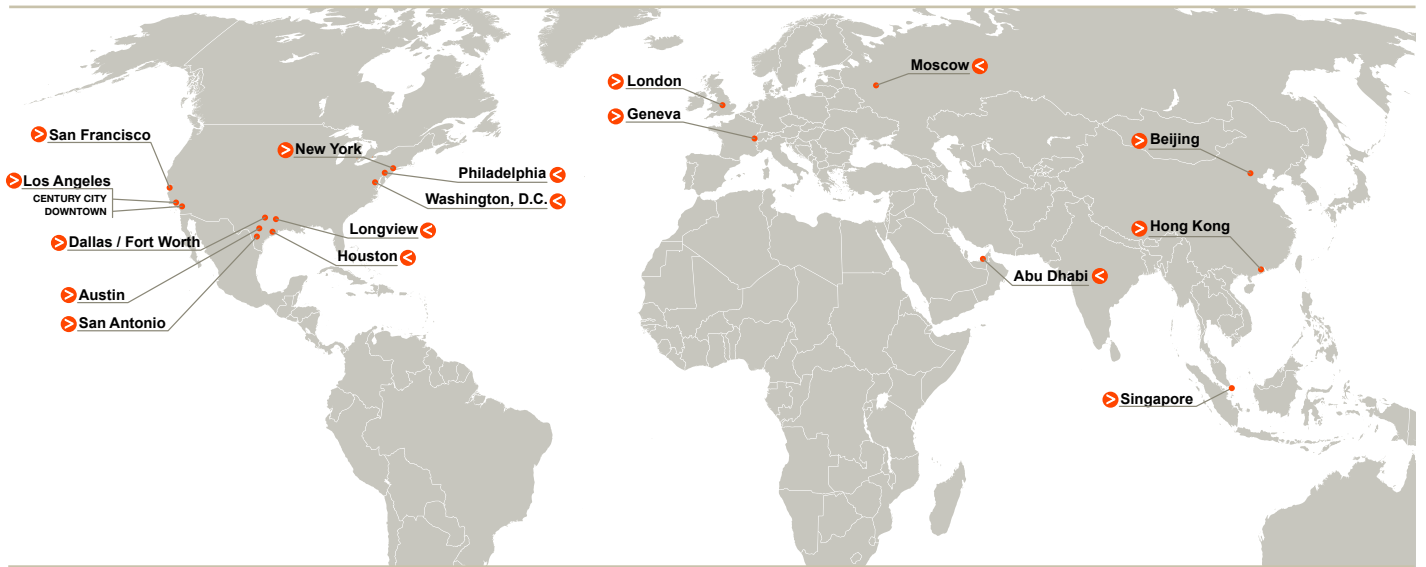 San Francisco
Los Angeles
CENTURY CITY
DOWNTOWN
Dallas / Fort Worth
Austin
San Antonio
New York
Philadelphia
Washington, D.C.
Longview
Houston
London
Geneva
Moscow
Abu Dhabi
Beijing
Hong Kong
Singapore